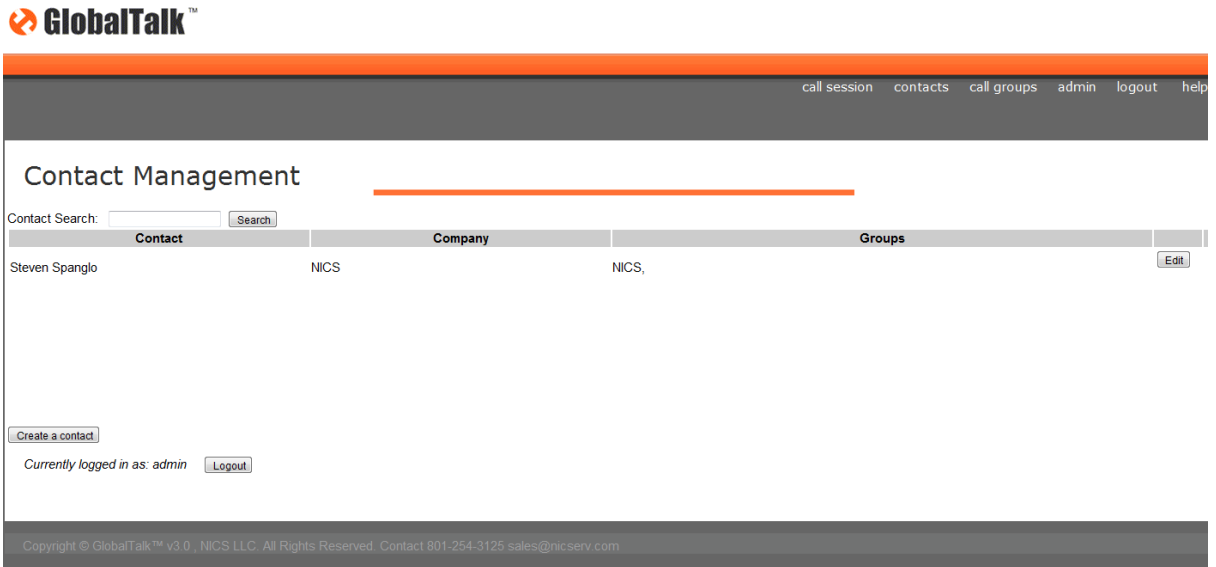 GlobalTalk™
call session contacts call groups admin logout help
Contact Management
Contact Search: Search
Contact Company Groups
Steven Spanglo NICS NICS, Edit
Create a contact
Currently logged in as: admin Logout
Copyright © GlobalTalk™ v3.0 , NICS LLC. All Rights Reserved. Contact 801-254-3125 sales@nicserv.com